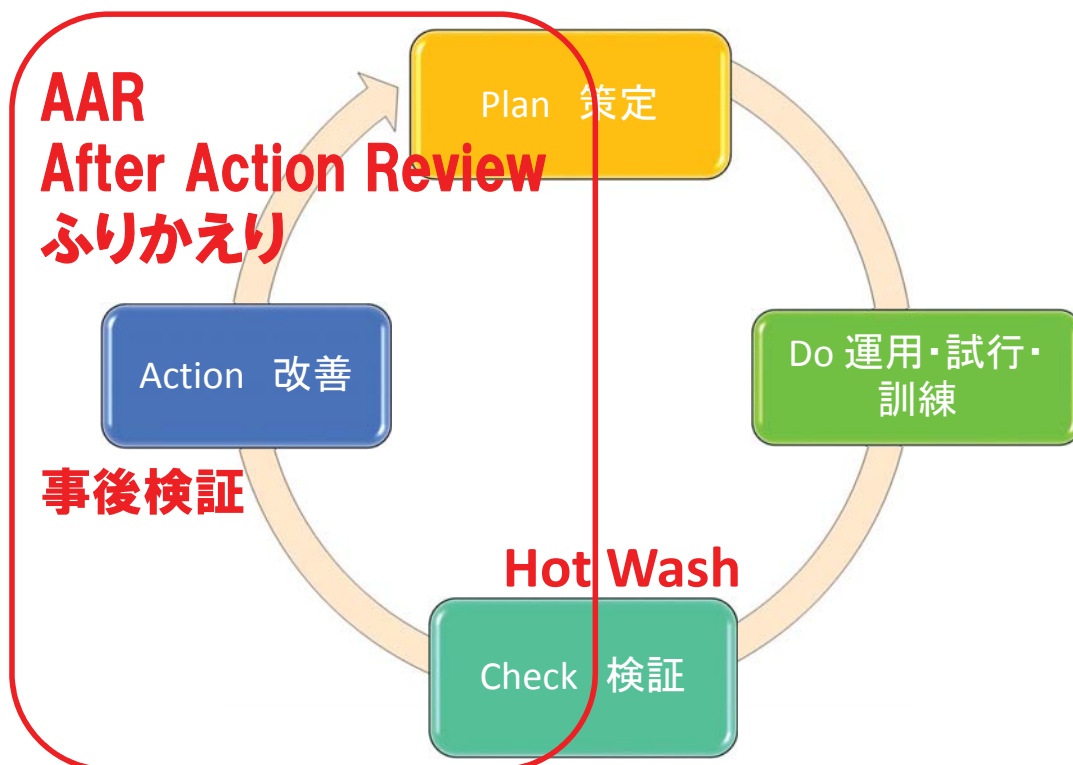 AAR
After Action Review
ふりかえり
Plan 策定
Do 運用・試行・
訓練
Action 改善
事後検証
Hot Wash
Check 検証